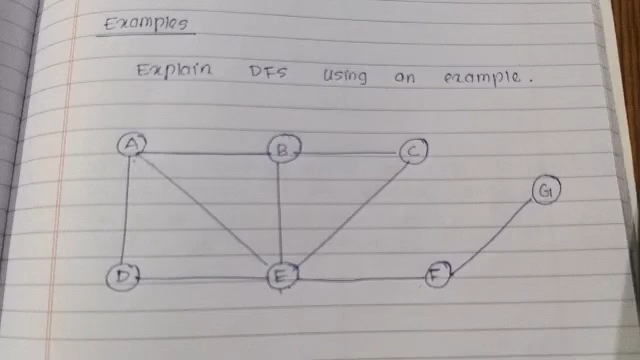 Examples
Explain DFS using an example.
A B C
G
D E F